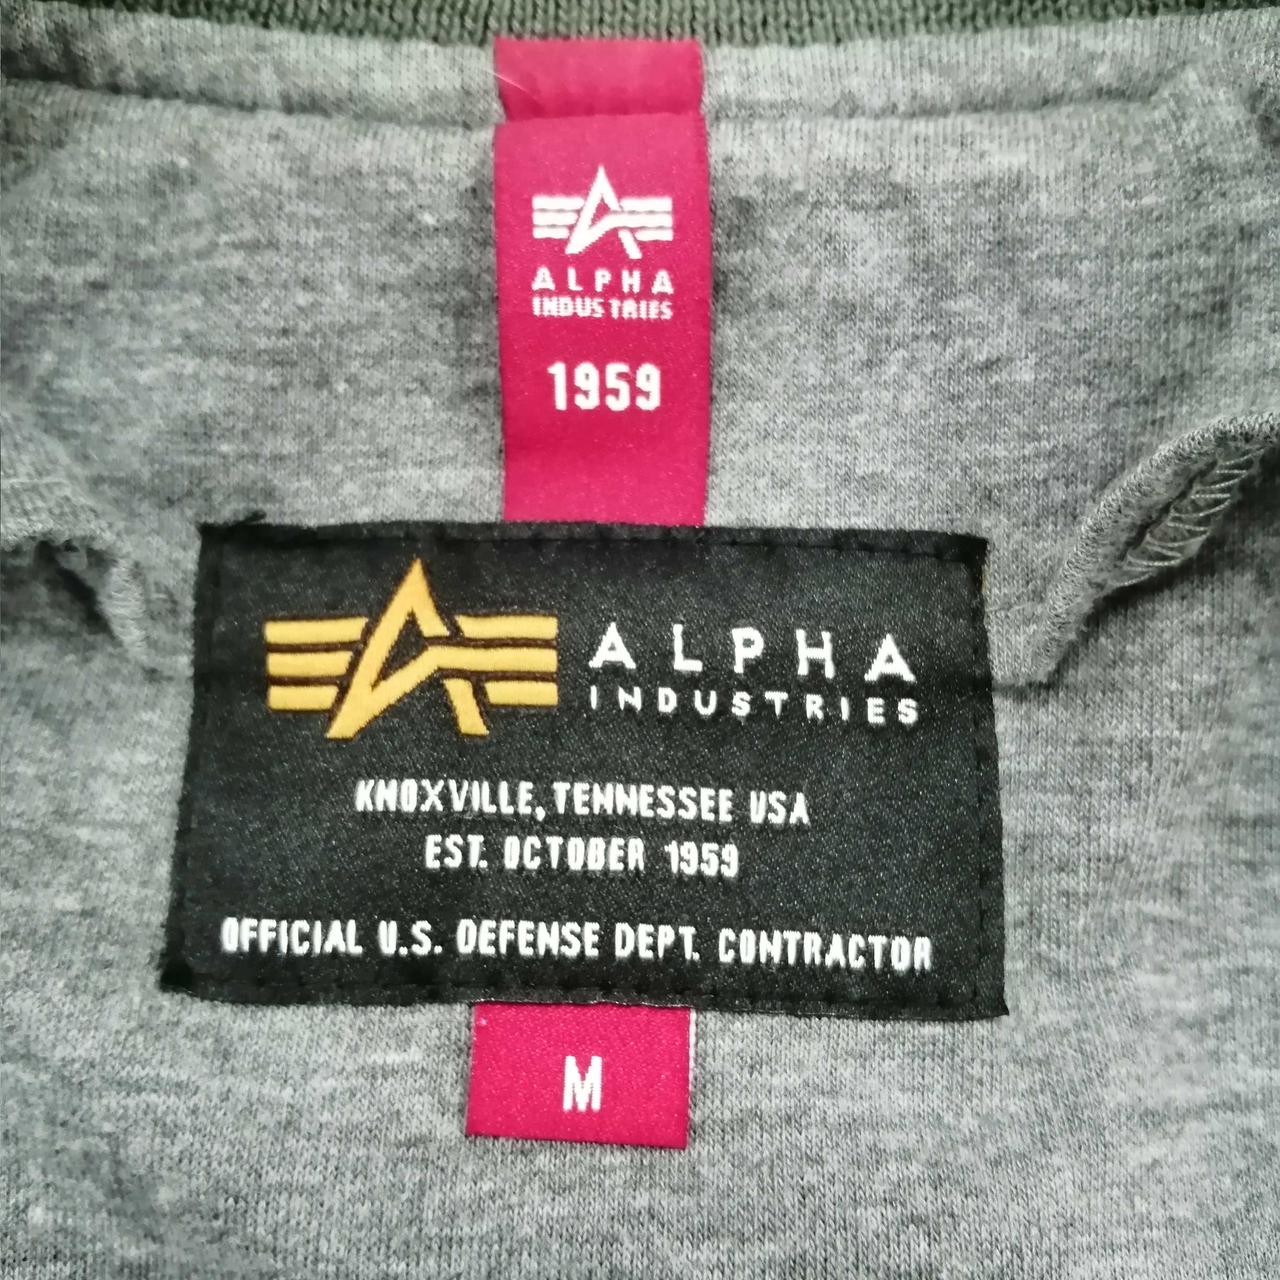 ALPHA
INDUSTRIES
1959
ALPHA
INDUSTRIES
KNOXVILLE, TENNESSEE USA
EST. OCTOBER 1959
OFFICIAL U.S. DEFENSE DEPT. CONTRACTOR
M